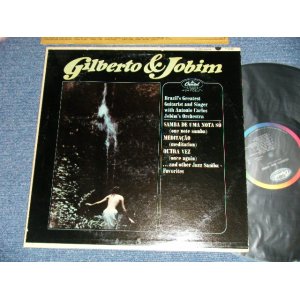 Gilberto & Jobim
Capitol
Brazil's Greatest
Guitarist and Singer
with Antonio Carlos
Jobim's Orchestra
SAMBA DE UMA NOTA SO
(one note samba)
MEDITAÇÃO
(meditation)
OUTRA VEZ
(once again)
...and other Jazz Samba
Favorites